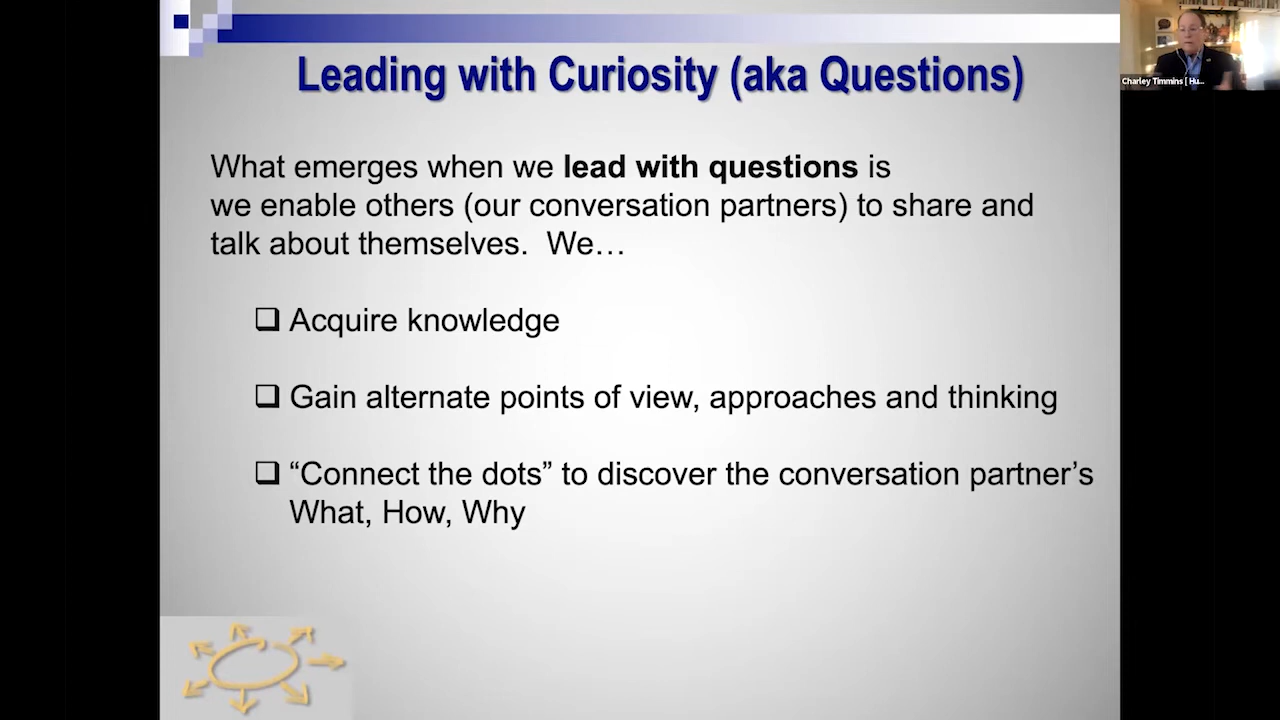 Leading with Curiosity (aka Questions)
Charley Timmins [ Hu...
What emerges when we lead with questions is
we enable others (our conversation partners) to share and
talk about themselves.  We…
❑ Acquire knowledge
❑ Gain alternate points of view, approaches and thinking
❑ “Connect the dots” to discover the conversation partner’s
What, How, Why